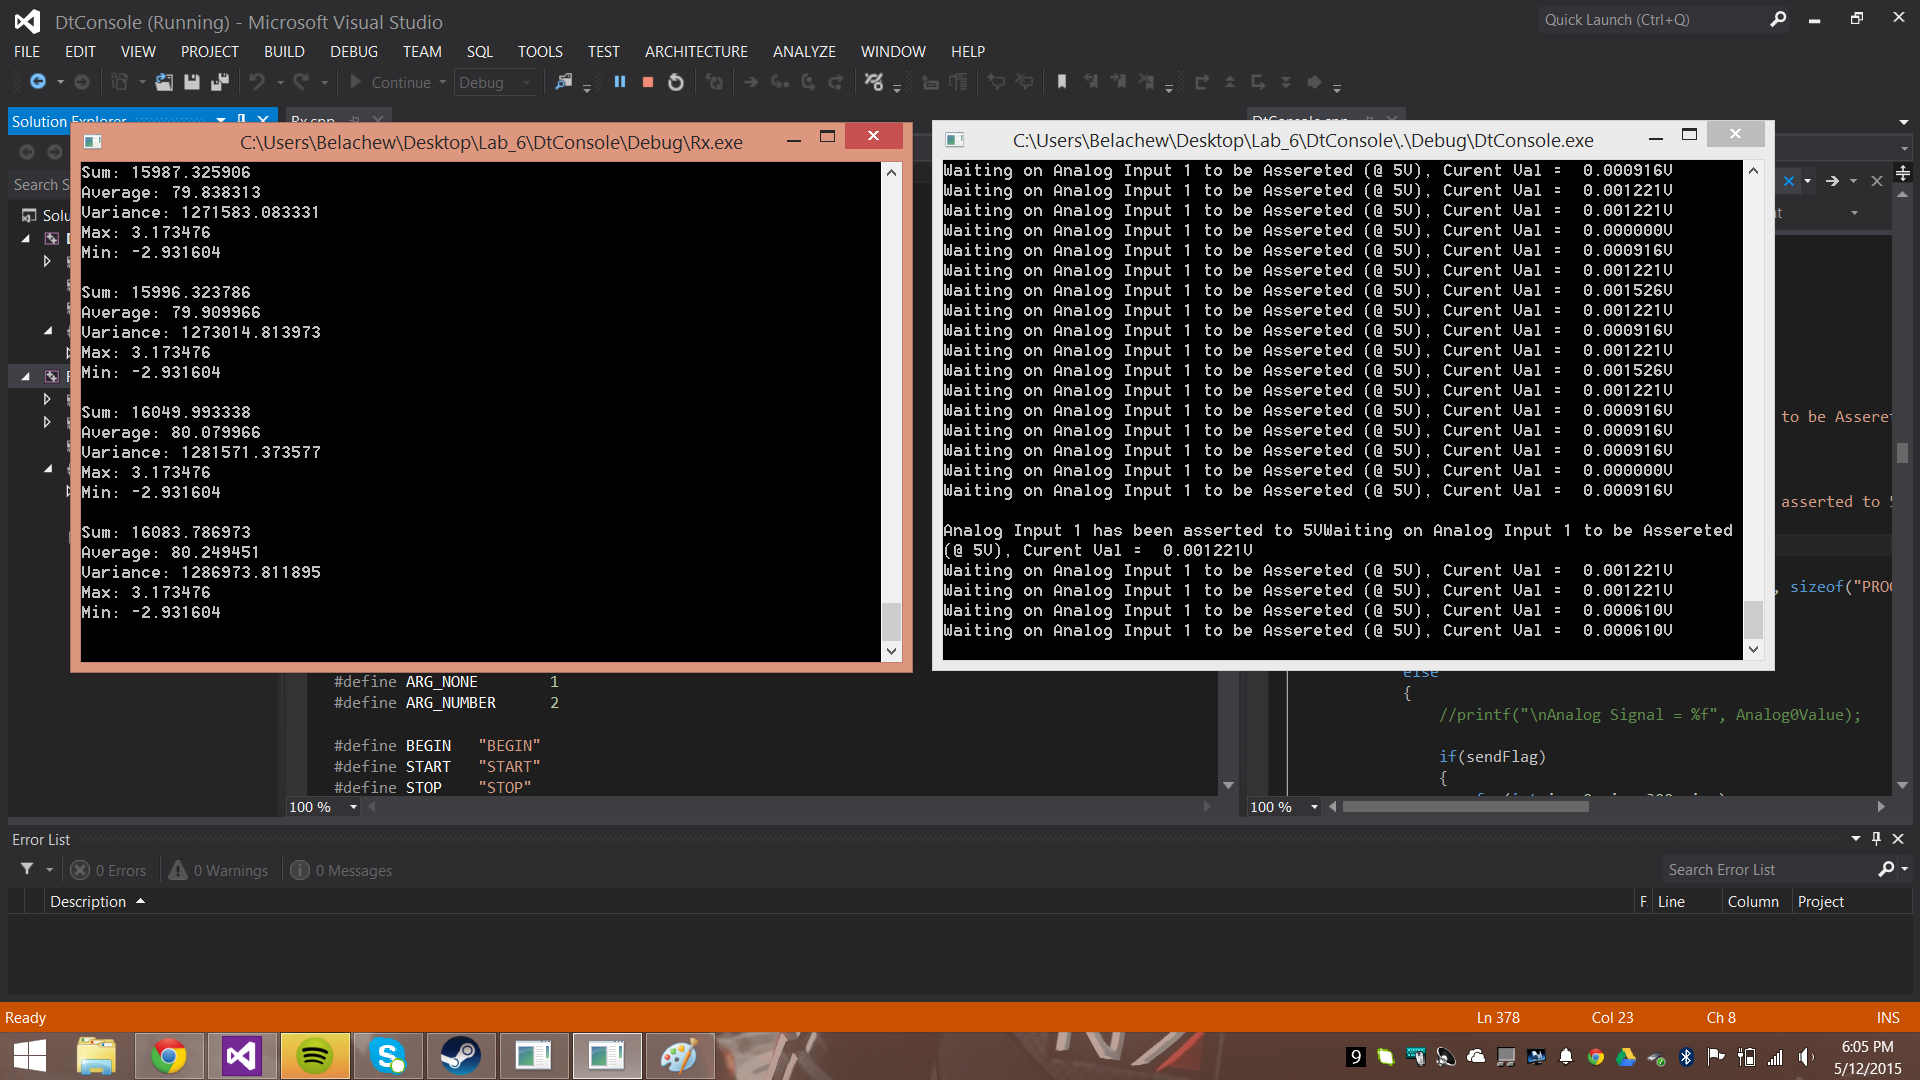 DtConsole (Running) - Microsoft Visual Studio
Quick Launch (Ctrl+Q)
FILE EDIT VIEW PROJECT BUILD DEBUG TEAM SQL TOOLS TEST ARCHITECTURE ANALYZE WINDOW HELP
Continue Debug
Solution Explorer
Rx.cpp
DtConsole.cpp
Search S
Solu
C:\Users\Belachew\Desktop\Lab_6\DtConsole\Debug\Rx.exe
Sum: 15987.325906
Average: 79.838313
Variance: 1271583.083331
Max: 3.173476
Min: -2.931604
Sum: 15996.323786
Average: 79.909966
Variance: 1273014.813973
Max: 3.173476
Min: -2.931604
Sum: 16049.993338
Average: 80.079966
Variance: 1281571.373577
Max: 3.173476
Min: -2.931604
Sum: 16083.786973
Average: 80.249451
Variance: 1286973.811895
Max: 3.173476
Min: -2.931604
C:\Users\Belachew\Desktop\Lab_6\DtConsole\.\Debug\DtConsole.exe
Waiting on Analog Input 1 to be Assereted (@ 5V), Curent Val = 0.000916V
Waiting on Analog Input 1 to be Assereted (@ 5V), Curent Val = 0.001221V
Waiting on Analog Input 1 to be Assereted (@ 5V), Curent Val = 0.001221V
Waiting on Analog Input 1 to be Assereted (@ 5V), Curent Val = 0.000000V
Waiting on Analog Input 1 to be Assereted (@ 5V), Curent Val = 0.000916V
Waiting on Analog Input 1 to be Assereted (@ 5V), Curent Val = 0.001221V
Waiting on Analog Input 1 to be Assereted (@ 5V), Curent Val = 0.001526V
Waiting on Analog Input 1 to be Assereted (@ 5V), Curent Val = 0.001221V
Waiting on Analog Input 1 to be Assereted (@ 5V), Curent Val = 0.000916V
Waiting on Analog Input 1 to be Assereted (@ 5V), Curent Val = 0.001221V
Waiting on Analog Input 1 to be Assereted (@ 5V), Curent Val = 0.001526V
Waiting on Analog Input 1 to be Assereted (@ 5V), Curent Val = 0.001221V
Waiting on Analog Input 1 to be Assereted (@ 5V), Curent Val = 0.000916V
Waiting on Analog Input 1 to be Assereted (@ 5V), Curent Val = 0.000916V
Waiting on Analog Input 1 to be Assereted (@ 5V), Curent Val = 0.000916V
Waiting on Analog Input 1 to be Assereted (@ 5V), Curent Val = 0.000000V
Waiting on Analog Input 1 to be Assereted (@ 5V), Curent Val = 0.000916V
Analog Input 1 has been asserted to 5VWaiting on Analog Input 1 to be Assereted
(@ 5V), Curent Val = 0.001221V
Waiting on Analog Input 1 to be Assereted (@ 5V), Curent Val = 0.001221V
Waiting on Analog Input 1 to be Assereted (@ 5V), Curent Val = 0.001221V
Waiting on Analog Input 1 to be Assereted (@ 5V), Curent Val = 0.000610V
Waiting on Analog Input 1 to be Assereted (@ 5V), Curent Val = 0.000610V
to be Assere
asserted to
, sizeof("PRO
#define ARG_NONE 1
#define ARG_NUMBER 2
#define BEGIN "BEGIN"
#define START "START"
#define STOP "STOP"
100 %
else
{
//printf("\nAnalog Signal = %f", Analog0Value);
if(sendFlag)
{
100 %
Error List
0 Errors 0 Warnings 0 Messages
Search Error List
Description F Line Column Project
Ready
Ln 378 Col 23 Ch 8 INS
9
6:05 PM
5/12/2015